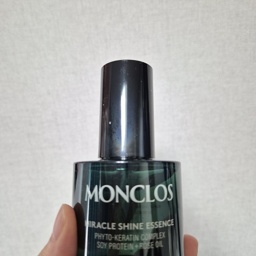 MONCLOS
MIRACLE SHINE ESSENCE
PHYTO-KERATIN COMPLEX
SOY PROTEIN + ROSE OIL